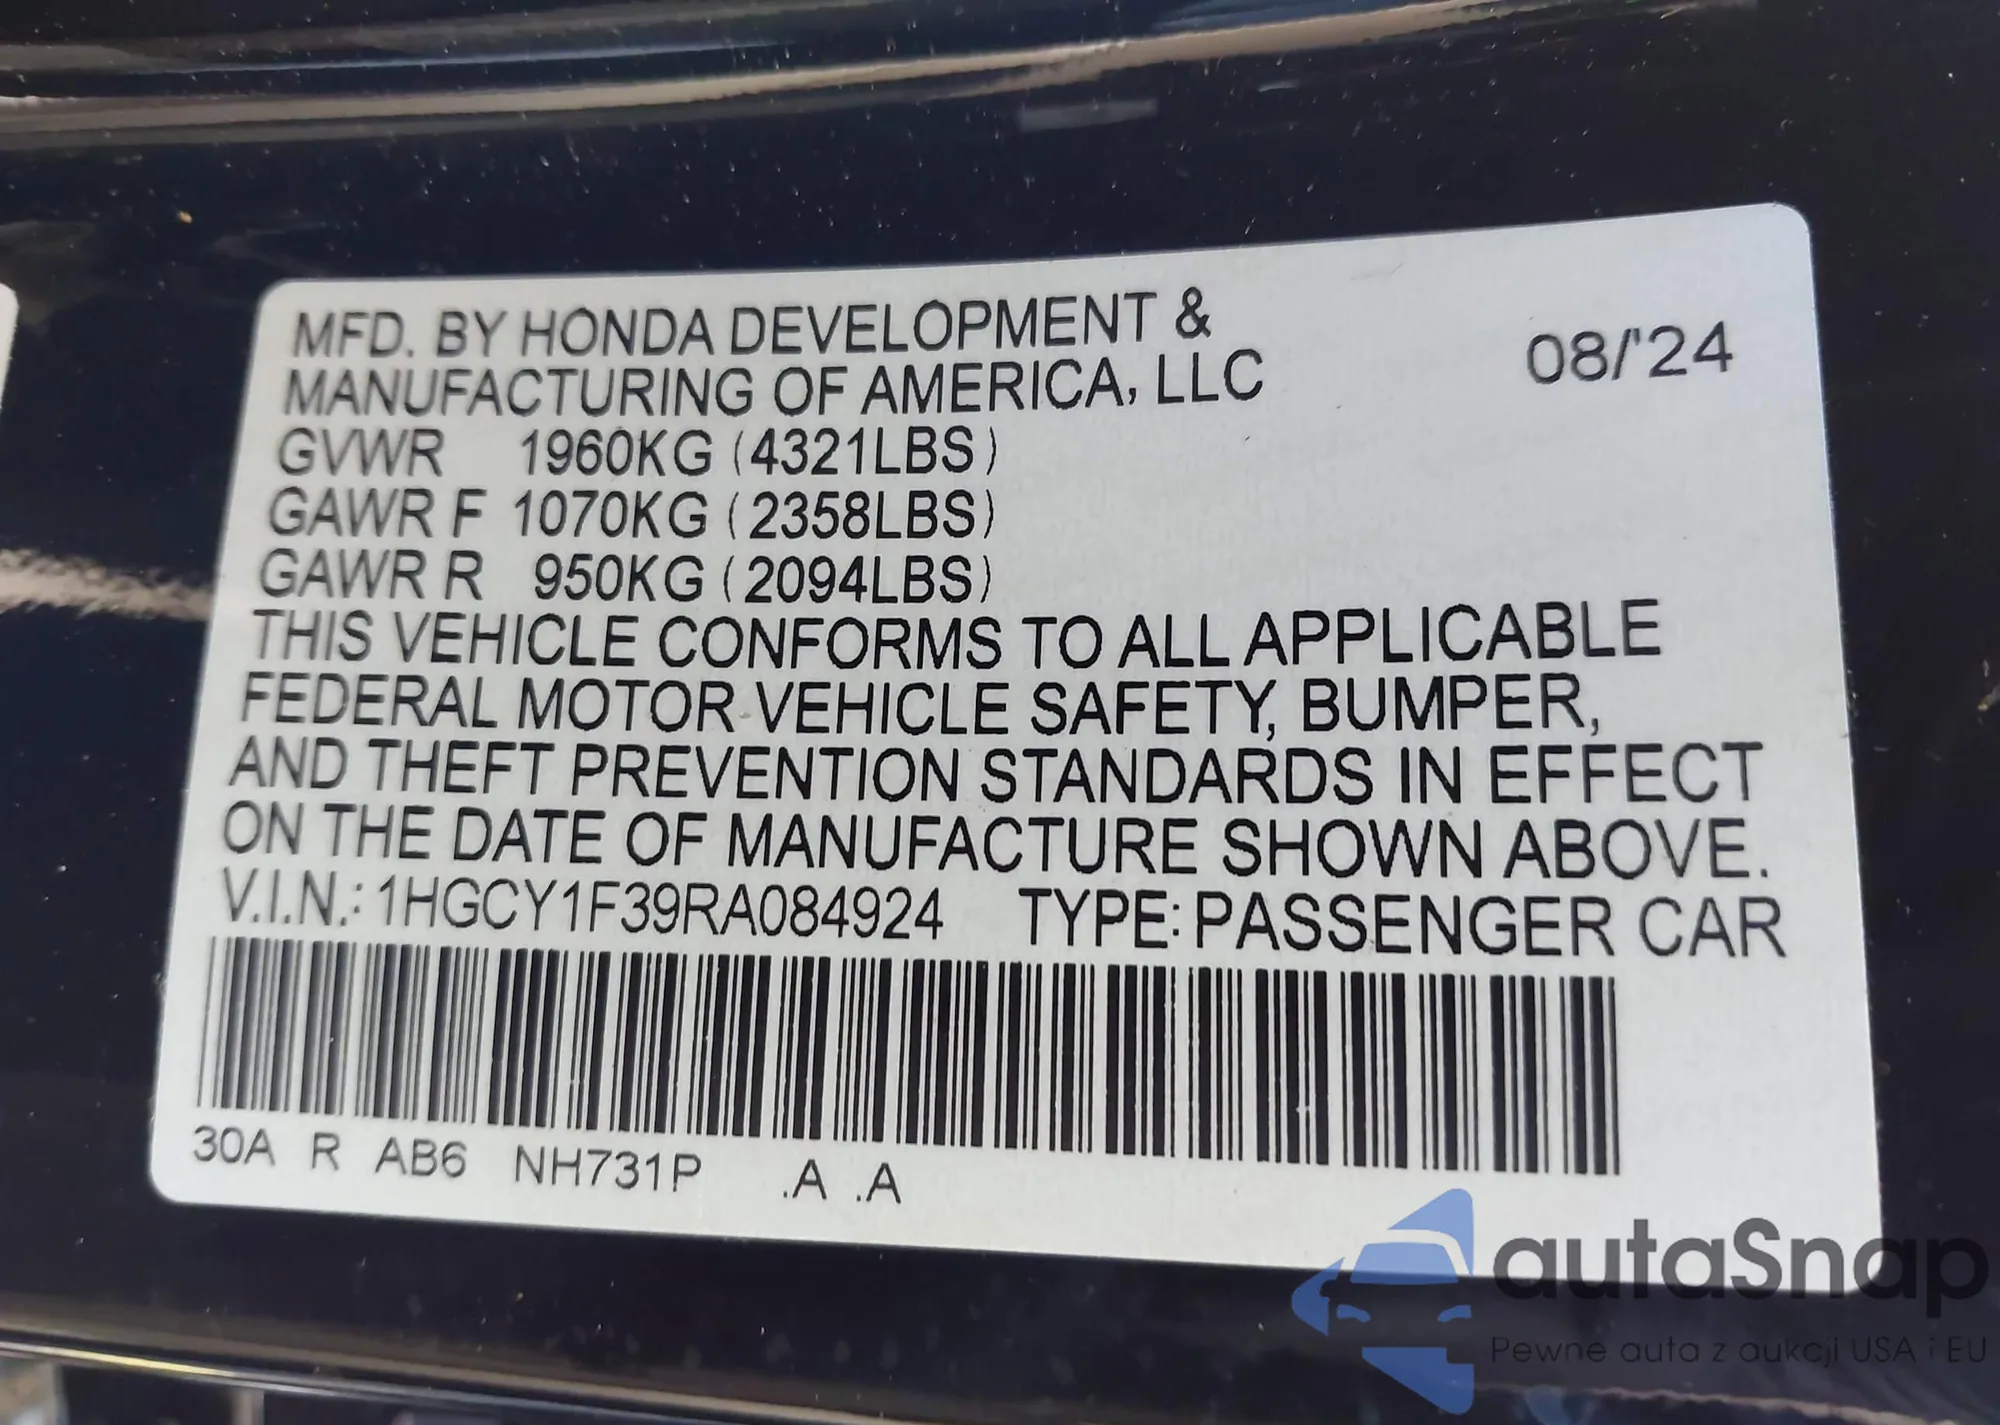 MFD. BY HONDA DEVELOPMENT &
MANUFACTURING OF AMERICA, LLC
08/'24
GVWR 1960KG (4321LBS)
GAWR F 1070KG (2358LBS)
GAWR R 950KG (2094LBS)
THIS VEHICLE CONFORMS TO ALL APPLICABLE
FEDERAL MOTOR VEHICLE SAFETY, BUMPER,
AND THEFT PREVENTION STANDARDS IN EFFECT
ON THE DATE OF MANUFACTURE SHOWN ABOVE.
V.I.N.: 1HGCY1F39RA084924 TYPE: PASSENGER CAR
30A R AB6 NH731P .A .A
autaSnap
Pewne auta z aukcji USA i EU